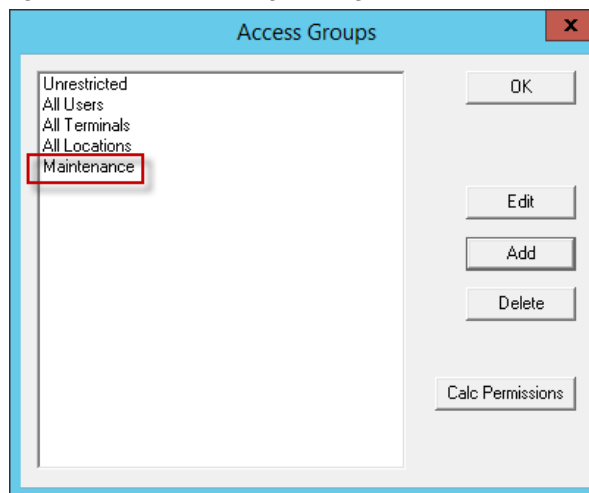 Access Groups
x
Unrestricted
All Users
All Terminals
All Locations
Maintenance
OK
Edit
Add
Delete
Calc Permissions